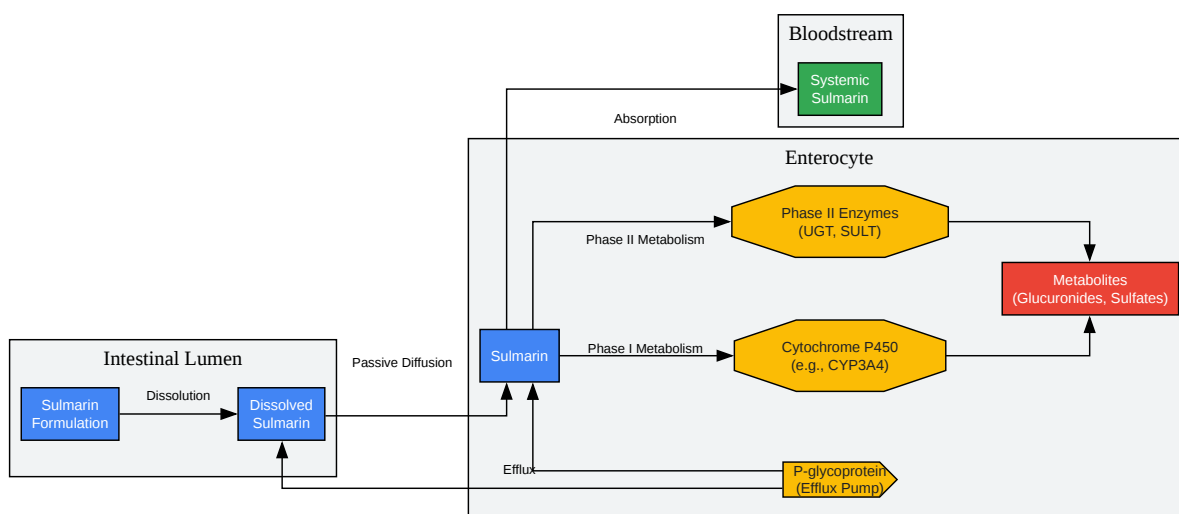 Bloodstream
Systemic
Sulmarin
Absorption
Enterocyte
Phase II Enzymes
(UGT, SULT)
Phase II Metabolism
Metabolites
(Glucuronides, Sulfates)
Sulmarin
Phase I Metabolism
Cytochrome P450
(e.g., CYP3A4)
Intestinal Lumen
Passive Diffusion
Sulmarin
Formulation
Dissolution
Dissolved
Sulmarin
Efflux
P-glycoprotein
(Efflux Pump)